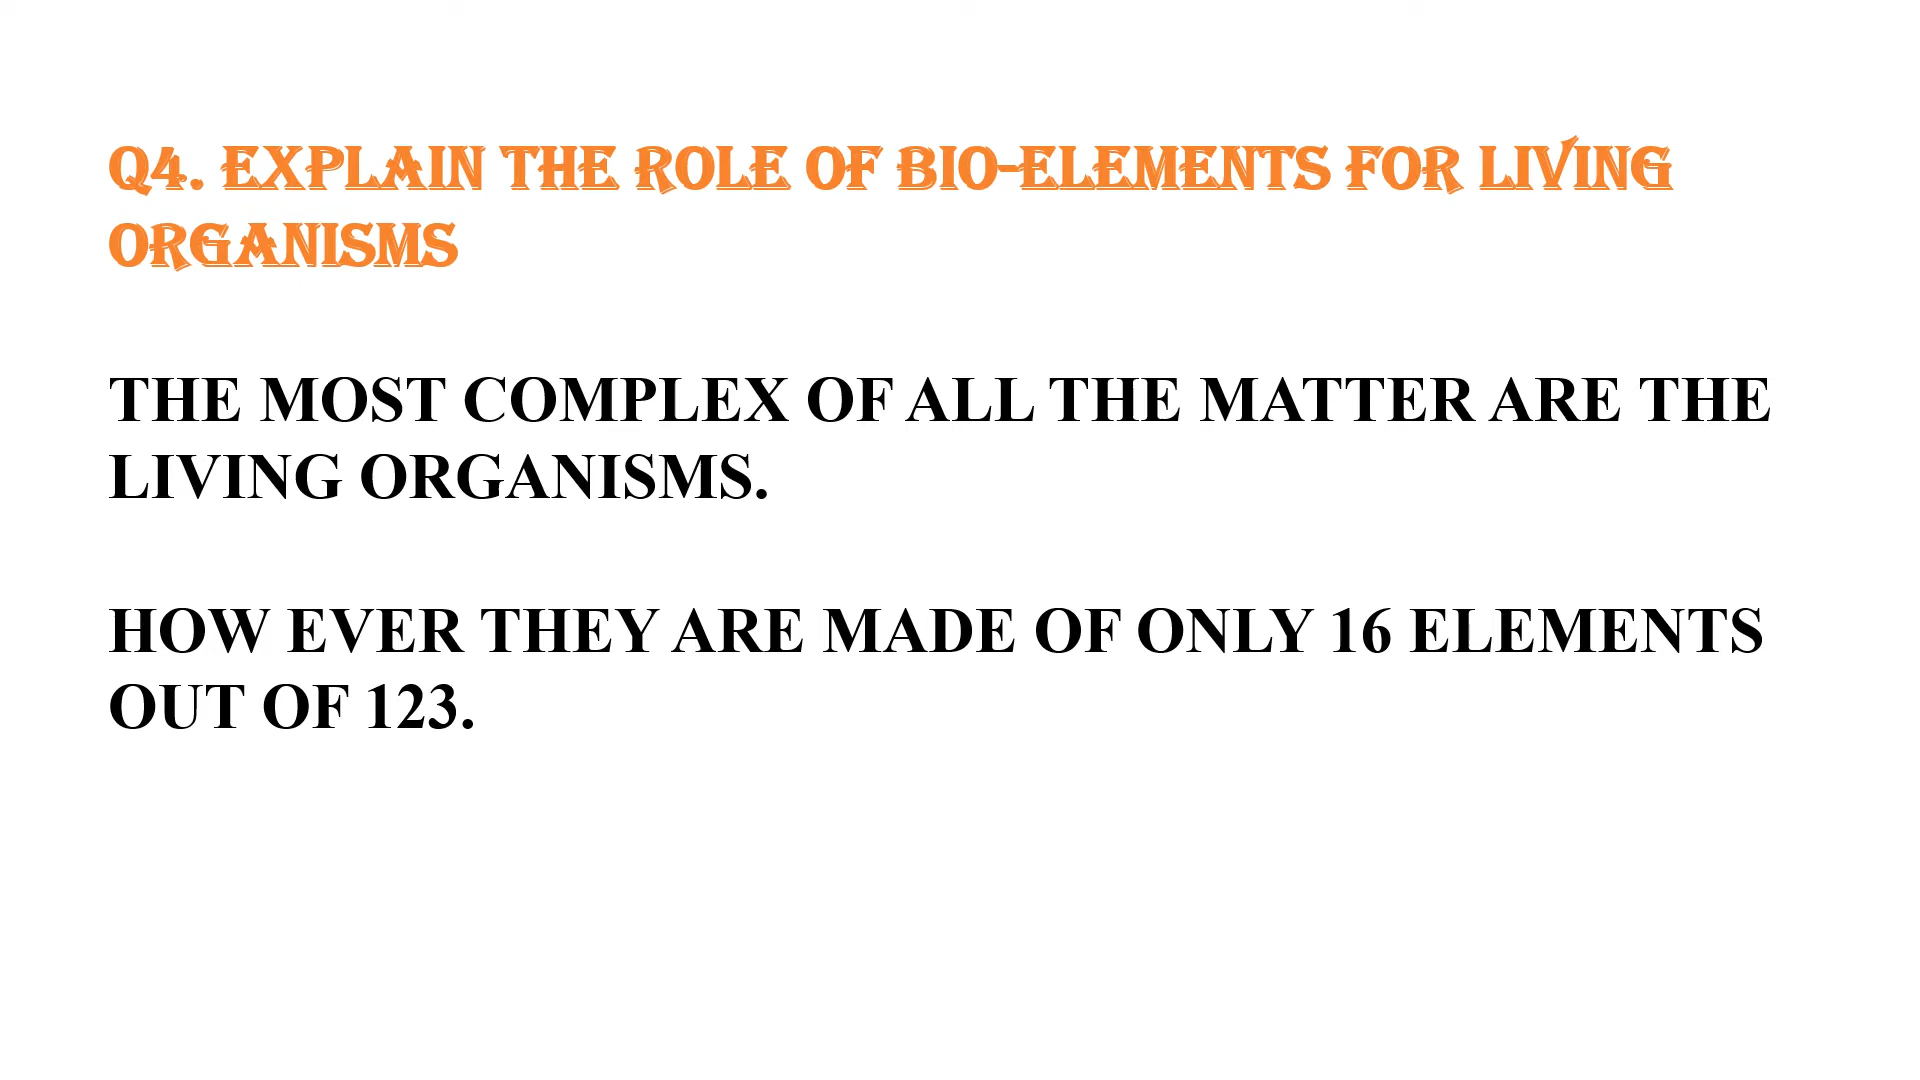 Q4. EXPLAIN THE ROLE OF BIO-ELEMENTS FOR LIVING
ORGANISMS
THE MOST COMPLEX OF ALL THE MATTER ARE THE
LIVING ORGANISMS.
HOW EVER THEY ARE MADE OF ONLY 16 ELEMENTS
OUT OF 123.